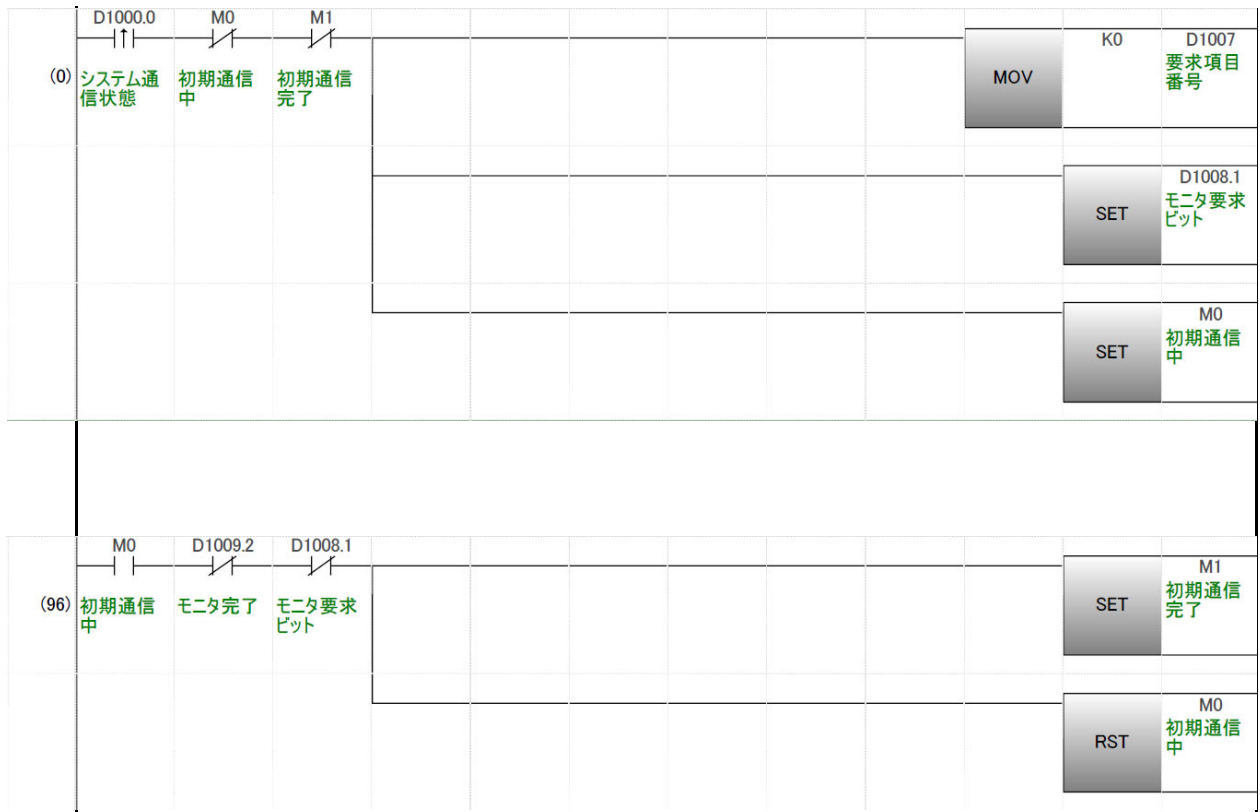 D1000.0 M0 M1
K0 D1007
(0) システム通信状態 初期通信中 初期通信完了 MOV 要求項目番号
D1008.1
SET モニタ要求ビット
M0
SET 初期通信中
M0 D1009.2 D1008.1
M1
(96) 初期通信中 モニタ完了 モニタ要求ビット SET 初期通信完了
M0
RST 初期通信中